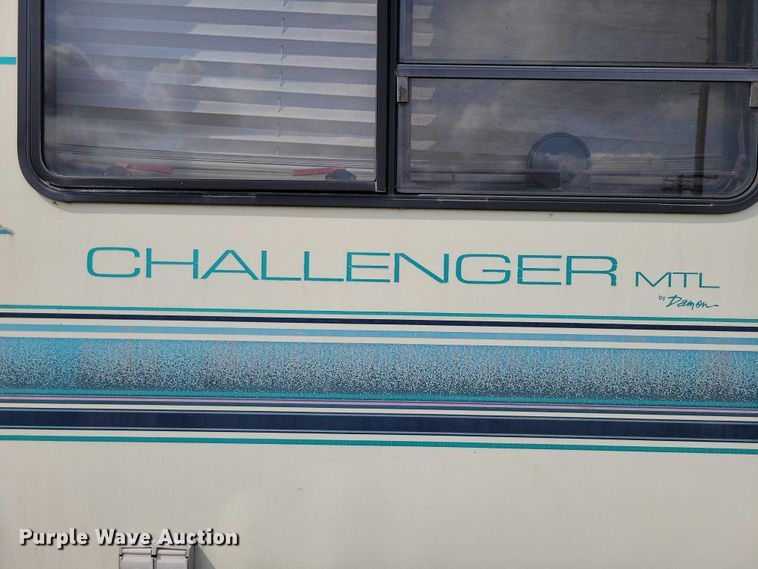 CHALLENGER MTL
by Damon
Purple Wave Auction